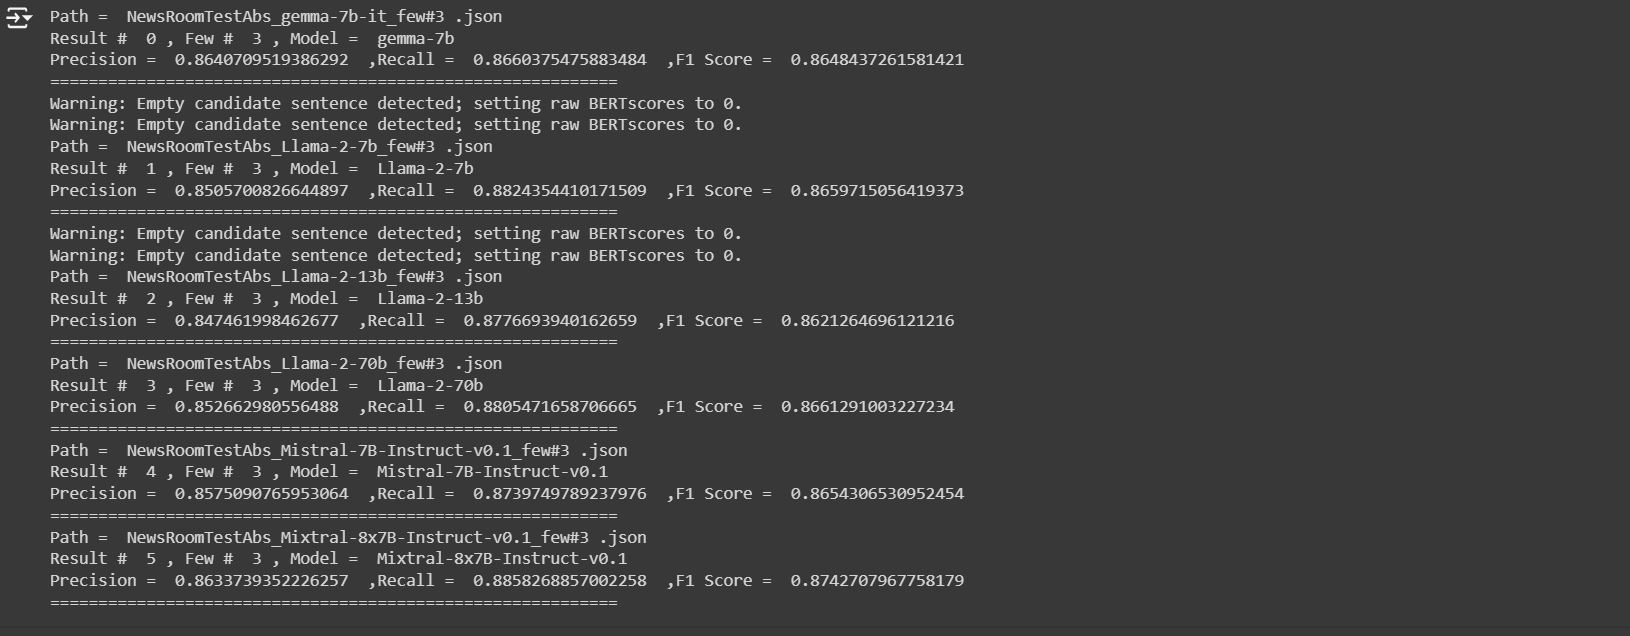 Path =  NewsRoomTestAbs_gemma-7b-it_few#3 .json
Result #  0 , Few #  3 , Model =  gemma-7b
Precision =  0.8640709519386292  ,Recall =  0.8660375475883484  ,F1 Score =  0.8648437261581421
===========================================================
Warning: Empty candidate sentence detected; setting raw BERTscores to 0.
Warning: Empty candidate sentence detected; setting raw BERTscores to 0.
Path =  NewsRoomTestAbs_Llama-2-7b_few#3 .json
Result #  1 , Few #  3 , Model =  Llama-2-7b
Precision =  0.8505700826644897  ,Recall =  0.8824354410171509  ,F1 Score =  0.8659715056419373
===========================================================
Warning: Empty candidate sentence detected; setting raw BERTscores to 0.
Warning: Empty candidate sentence detected; setting raw BERTscores to 0.
Path =  NewsRoomTestAbs_Llama-2-13b_few#3 .json
Result #  2 , Few #  3 , Model =  Llama-2-13b
Precision =  0.847461998462677  ,Recall =  0.8776693940162659  ,F1 Score =  0.8621264696121216
===========================================================
Path =  NewsRoomTestAbs_Llama-2-70b_few#3 .json
Result #  3 , Few #  3 , Model =  Llama-2-70b
Precision =  0.852662980556488  ,Recall =  0.8805471658706665  ,F1 Score =  0.8661291003227234
===========================================================
Path =  NewsRoomTestAbs_Mistral-7B-Instruct-v0.1_few#3 .json
Result #  4 , Few #  3 , Model =  Mistral-7B-Instruct-v0.1
Precision =  0.8575090765953064  ,Recall =  0.8739749789237976  ,F1 Score =  0.8654306530952454
===========================================================
Path =  NewsRoomTestAbs_Mixtral-8x7B-Instruct-v0.1_few#3 .json
Result #  5 , Few #  3 , Model =  Mixtral-8x7B-Instruct-v0.1
Precision =  0.8633739352226257  ,Recall =  0.8858268857002258  ,F1 Score =  0.8742707967758179
===========================================================